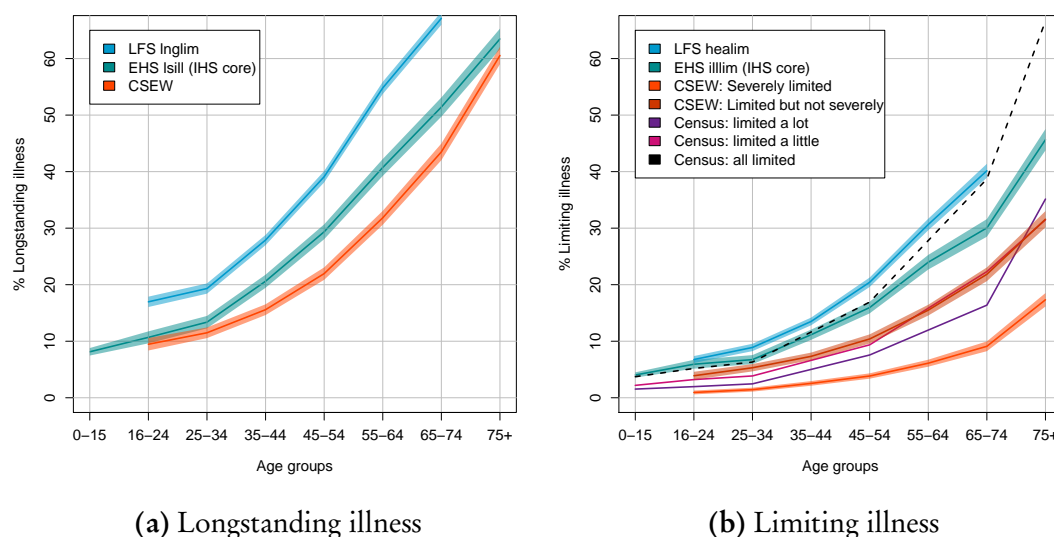 LFS lnglim
EHS lsill (IHS core)
CSEW
% Longstanding illness
60
50
40
30
20
10
0
0–15 16–24 25–34 35–44 45–54 55–64 65–74 75+
Age groups
(a) Longstanding illness
LFS healim
EHS illlim (IHS core)
CSEW: Severely limited
CSEW: Limited but not severely
Census: limited a lot
Census: limited a little
Census: all limited
% Limiting illness
60
50
40
30
20
10
0
0–15 16–24 25–34 35–44 45–54 55–64 65–74 75+
Age groups
(b) Limiting illness